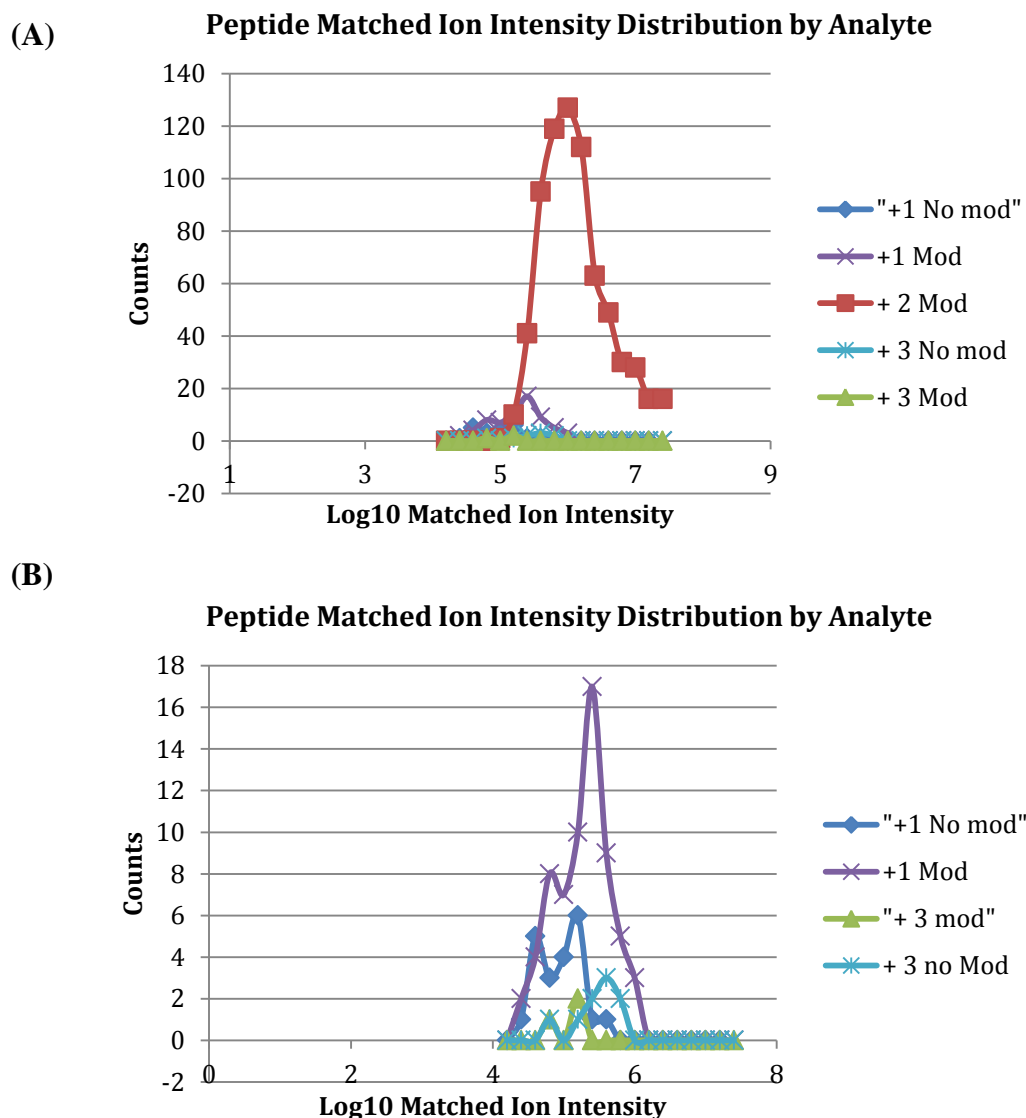 (A)
Peptide Matched Ion Intensity Distribution by Analyte
140
120
100
80
60
40
20
0
-20
Counts
1 3 5 7 9
Log10 Matched Ion Intensity
"+1 No mod"
+1 Mod
+ 2 Mod
+ 3 No mod
+ 3 Mod
(B)
Peptide Matched Ion Intensity Distribution by Analyte
18
16
14
12
10
8
6
4
2
0
-2
Counts
0 2 4 6 8
Log10 Matched Ion Intensity
"+1 No mod"
+1 Mod
"+ 3 mod"
+ 3 no Mod